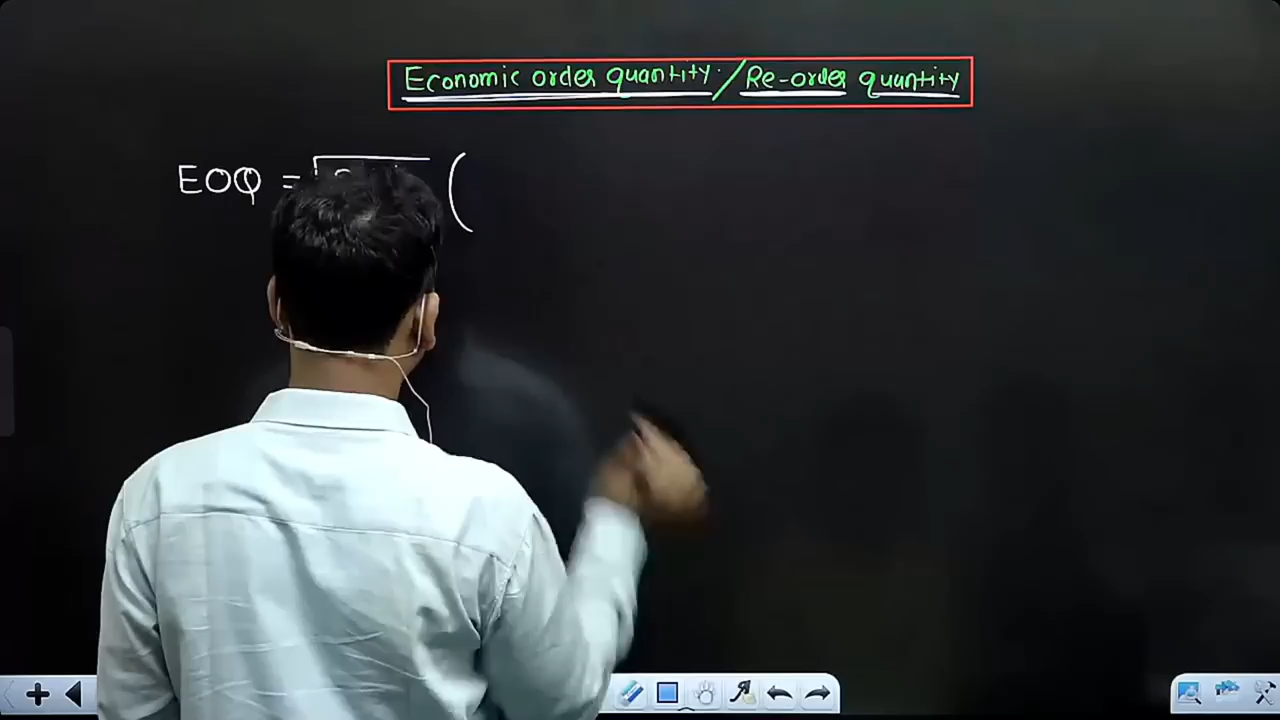 Economic order quantity / Re-order quantity
EOQ = √ (